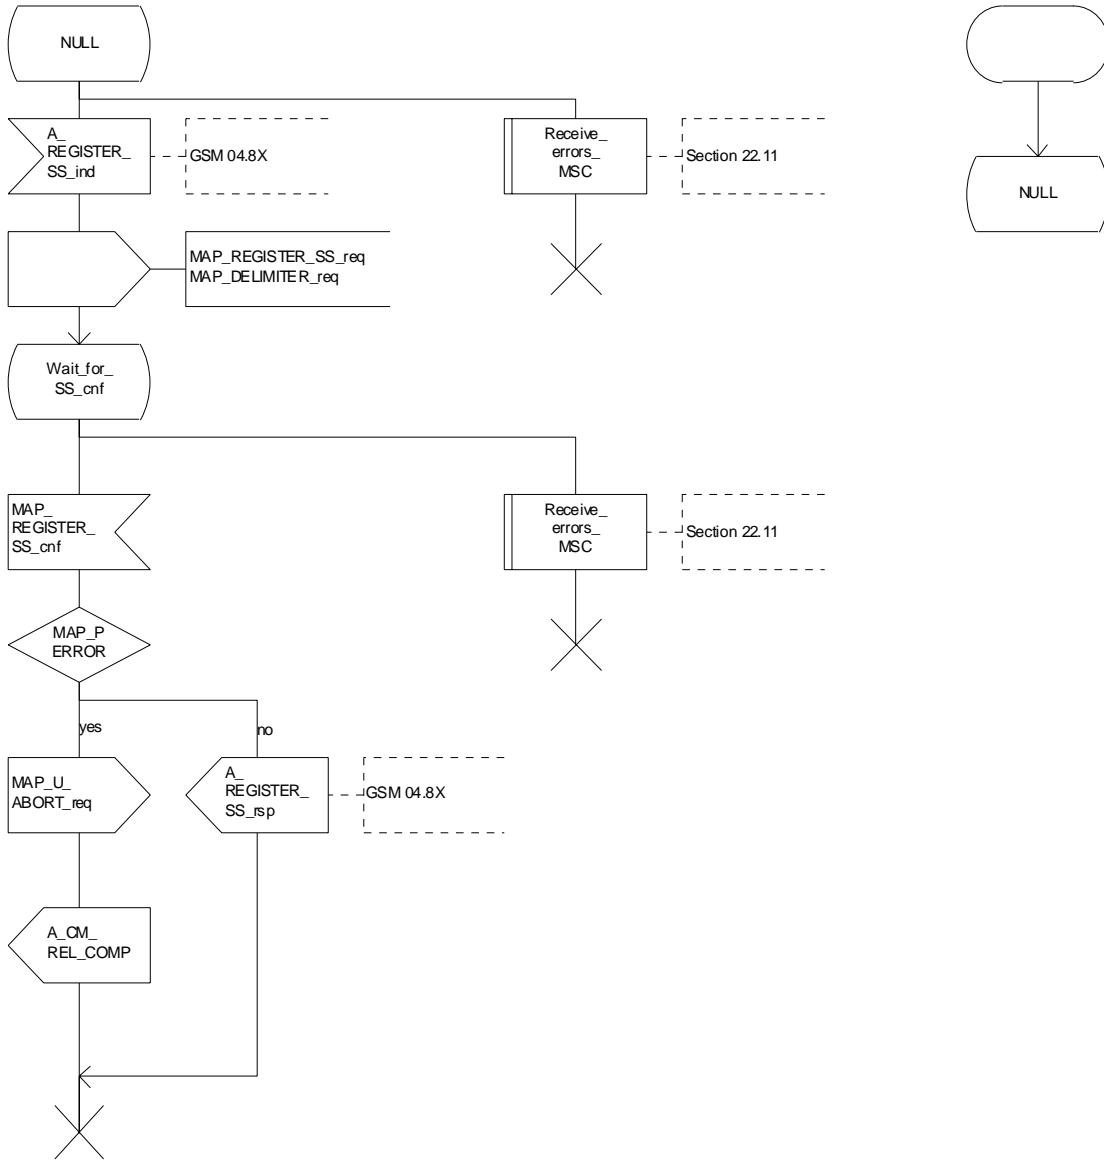 NULL
A_
REGISTER_
SS_ind
GSM 04.8X
Receive_
errors_
MSC
Section 22.11
NULL
MAP_REGISTER_SS_req
MAP_DELIMITER_req
Wait_for_
SS_cnf
MAP_
REGISTER_
SS_cnf
Receive_
errors_
MSC
Section 22.11
MAP_P
ERROR
yes
no
MAP_U_
ABORT_req
A_
REGISTER_
SS_rsp
GSM 04.8X
A_CM_
REL_COMP